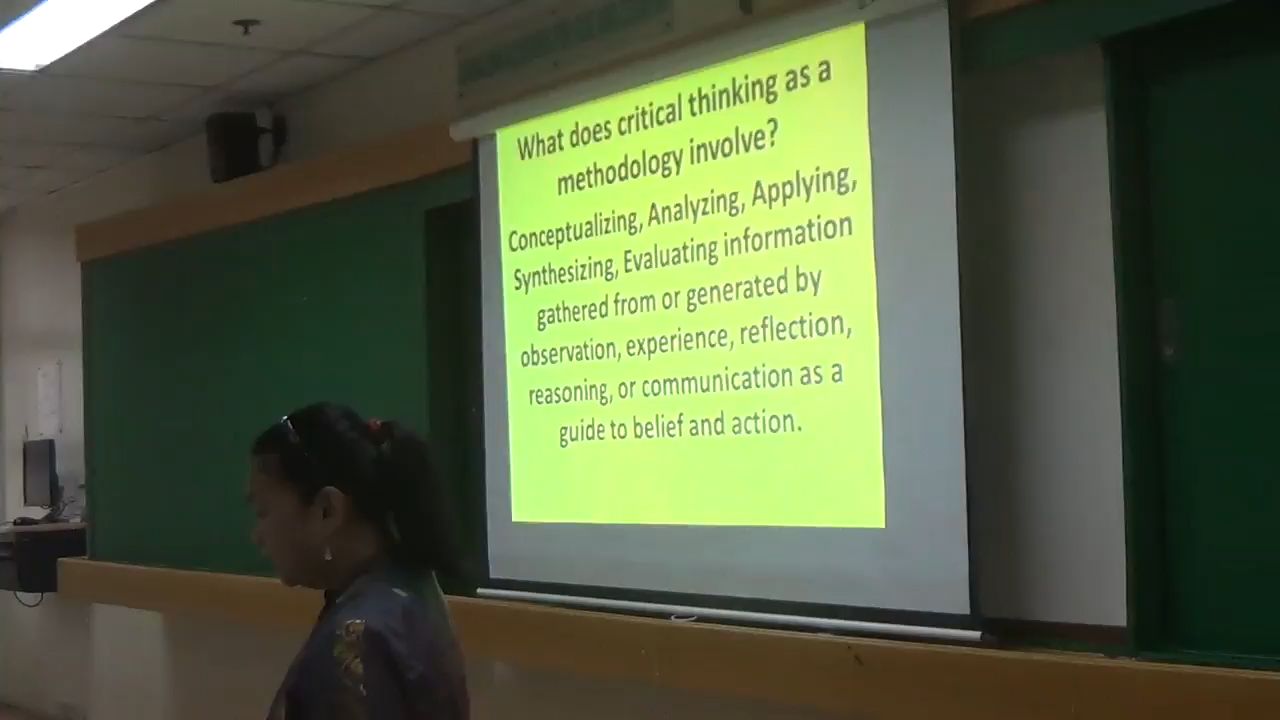 What does critical thinking as a
methodology involve?
Conceptualizing, Analyzing, Applying,
Synthesizing, Evaluating information
gathered from or generated by
observation, experience, reflection,
reasoning, or communication as a
guide to belief and action.